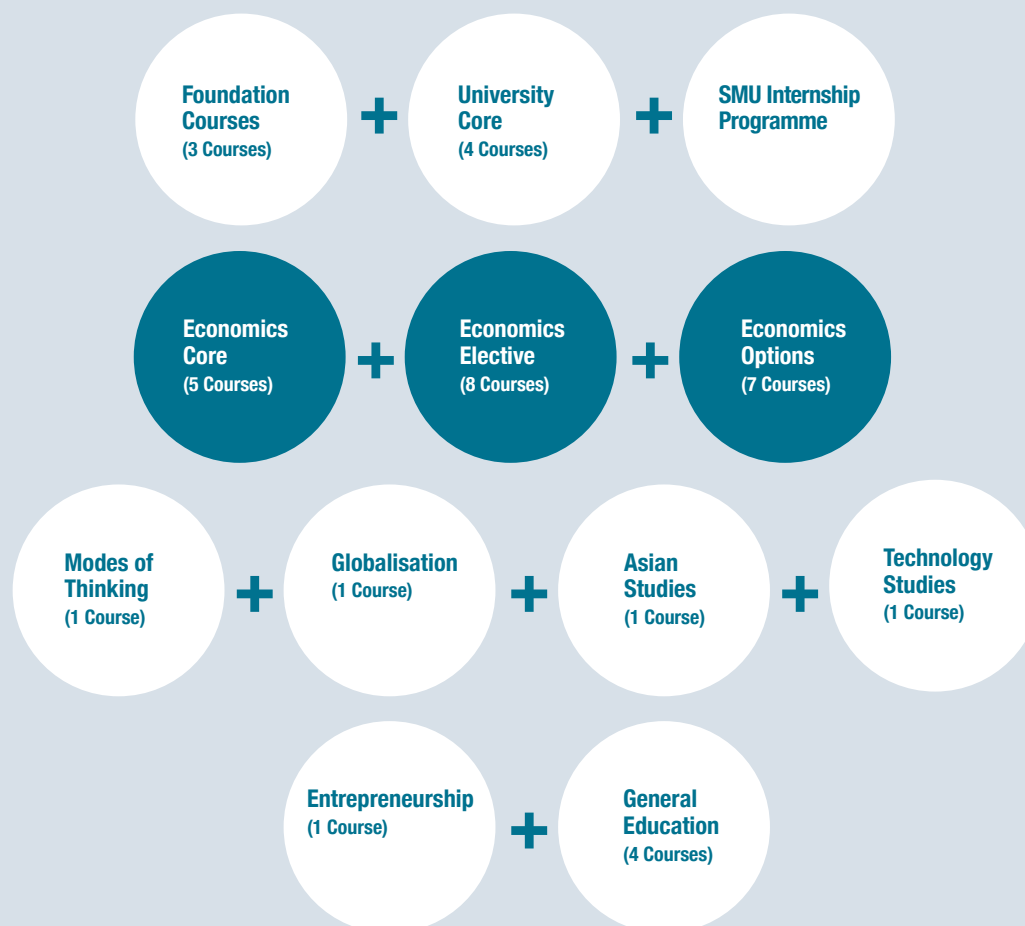 Foundation
Courses
(3 Courses)
+
University
Core
(4 Courses)
+
SMU Internship
Programme
Economics
Core
(5 Courses)
+
Economics
Elective
(8 Courses)
+
Economics
Options
(7 Courses)
Modes of
Thinking
(1 Course)
+
Globalisation
(1 Course)
+
Asian
Studies
(1 Course)
+
Technology
Studies
(1 Course)
Entrepreneurship
(1 Course)
+
General
Education
(4 Courses)